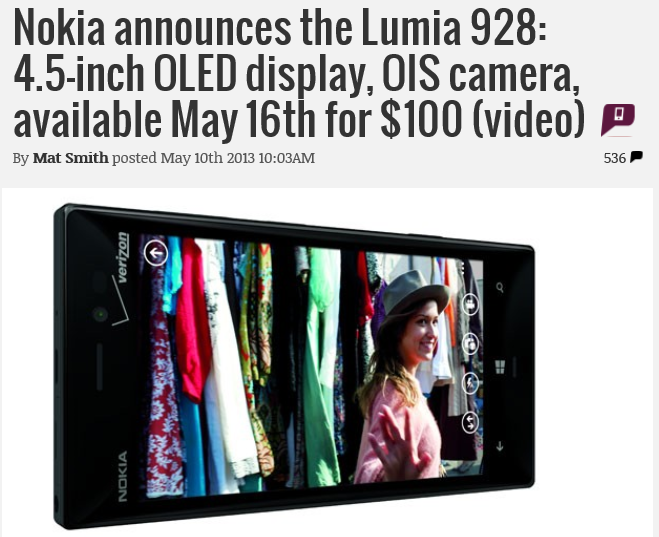 Nokia announces the Lumia 928:
4.5-inch OLED display, OIS camera,
available May 16th for $100 (video)
By Mat Smith posted May 10th 2013 10:03AM
536
verizon
NOKIA